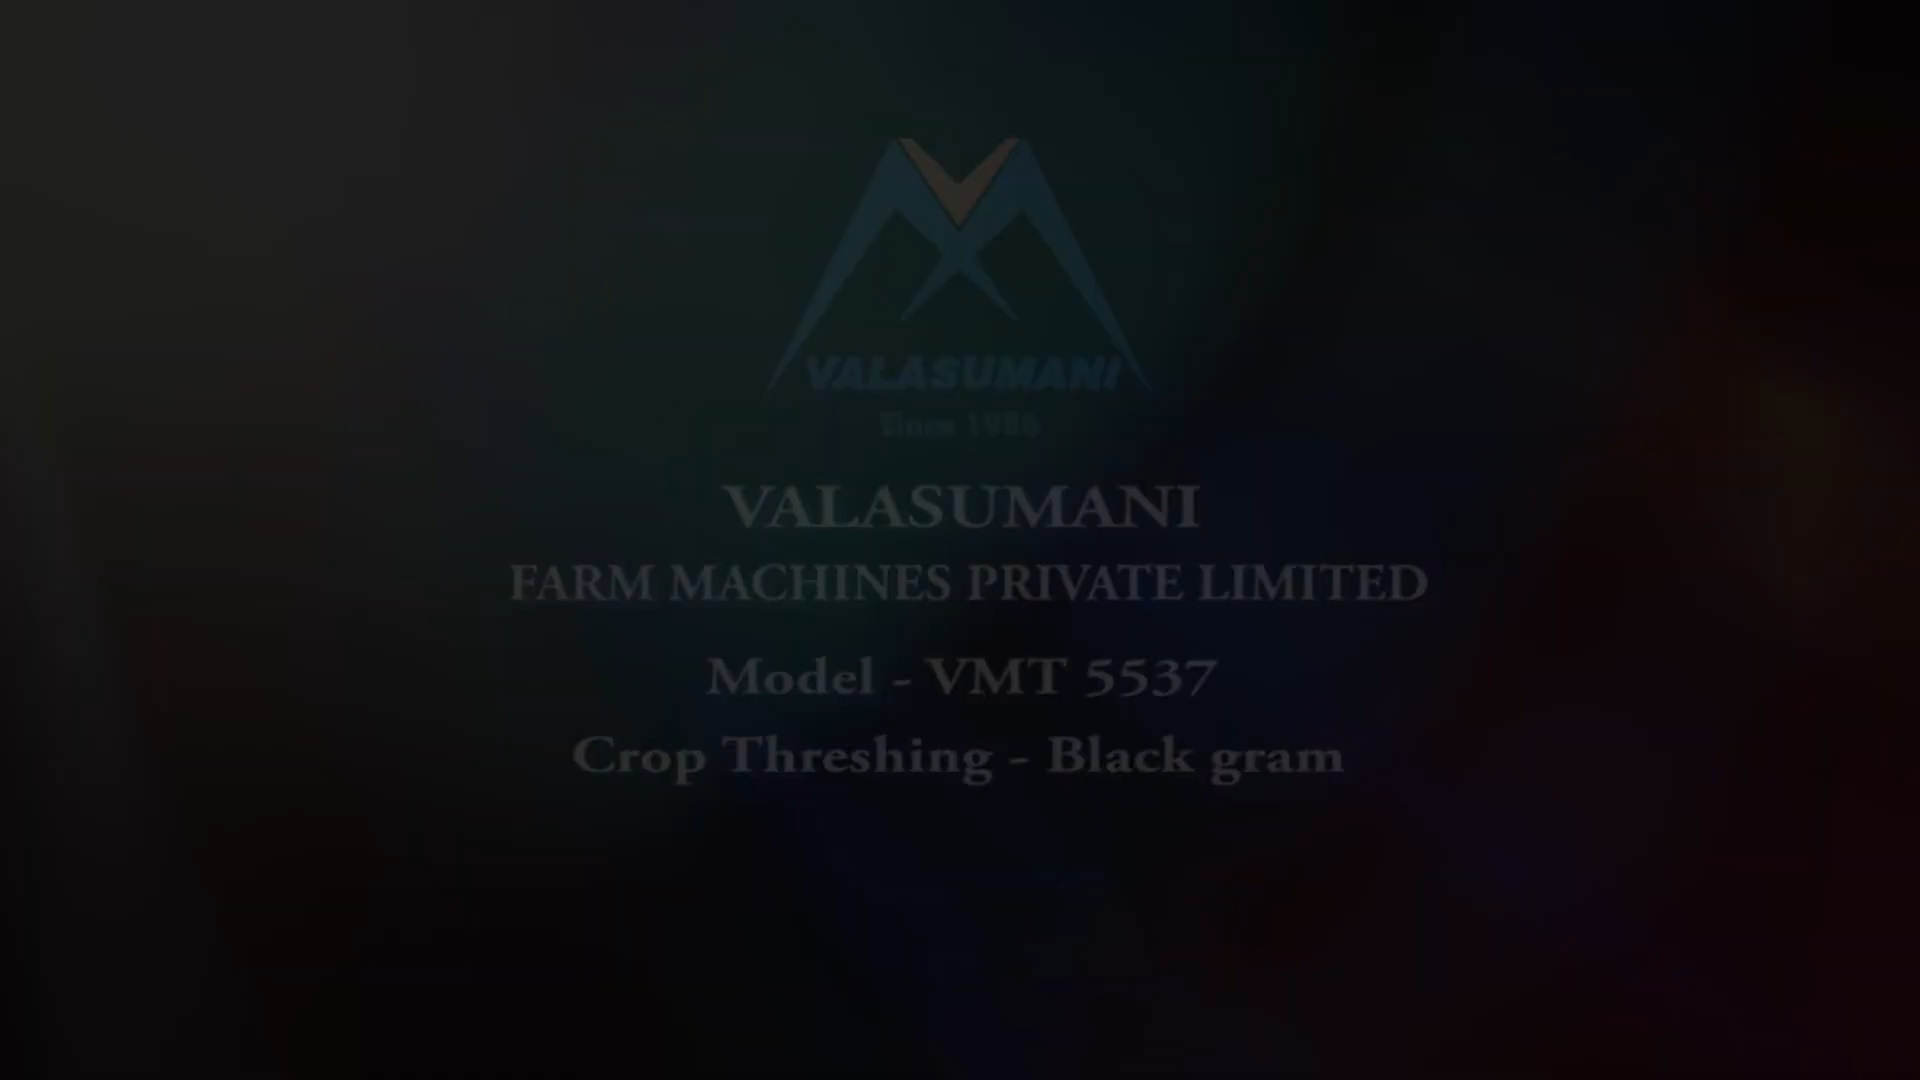 VALASUMANI
Since 1986
VALASUMANI
FARM MACHINES PRIVATE LIMITED
Model - VMT 5537
Crop Threshing - Black gram